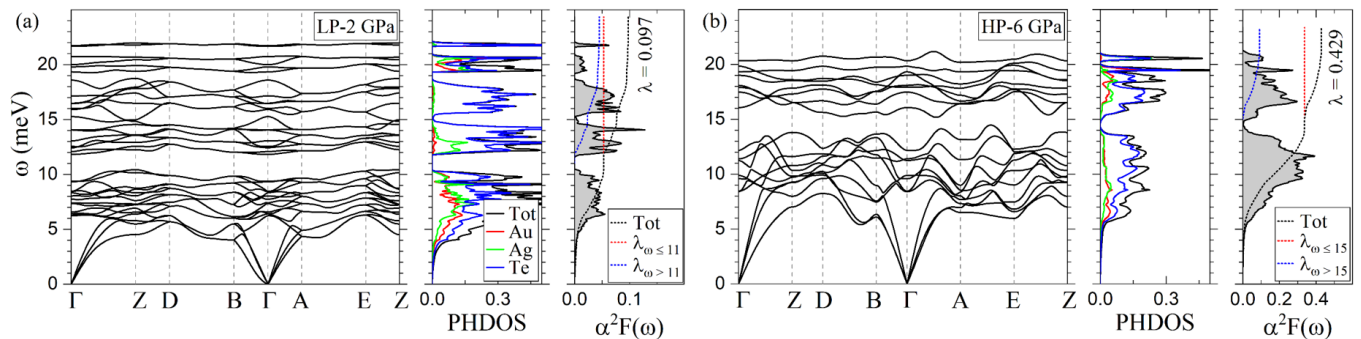 (a)
LP-2 GPa
ω (meV)
20
15
10
5
0
Γ Z D B Γ A E Z
Tot
Au
Ag
Te
0.0 0.3
PHDOS
λ = 0.097
Tot
λω ≤ 11
λω > 11
0.0 0.1
α²F(ω)
(b)
HP-6 GPa
20
15
10
5
0
Γ Z D B Γ A E Z
0.0 0.3
PHDOS
λ = 0.429
Tot
λω ≤ 15
λω > 15
0.0 0.2 0.4
α²F(ω)